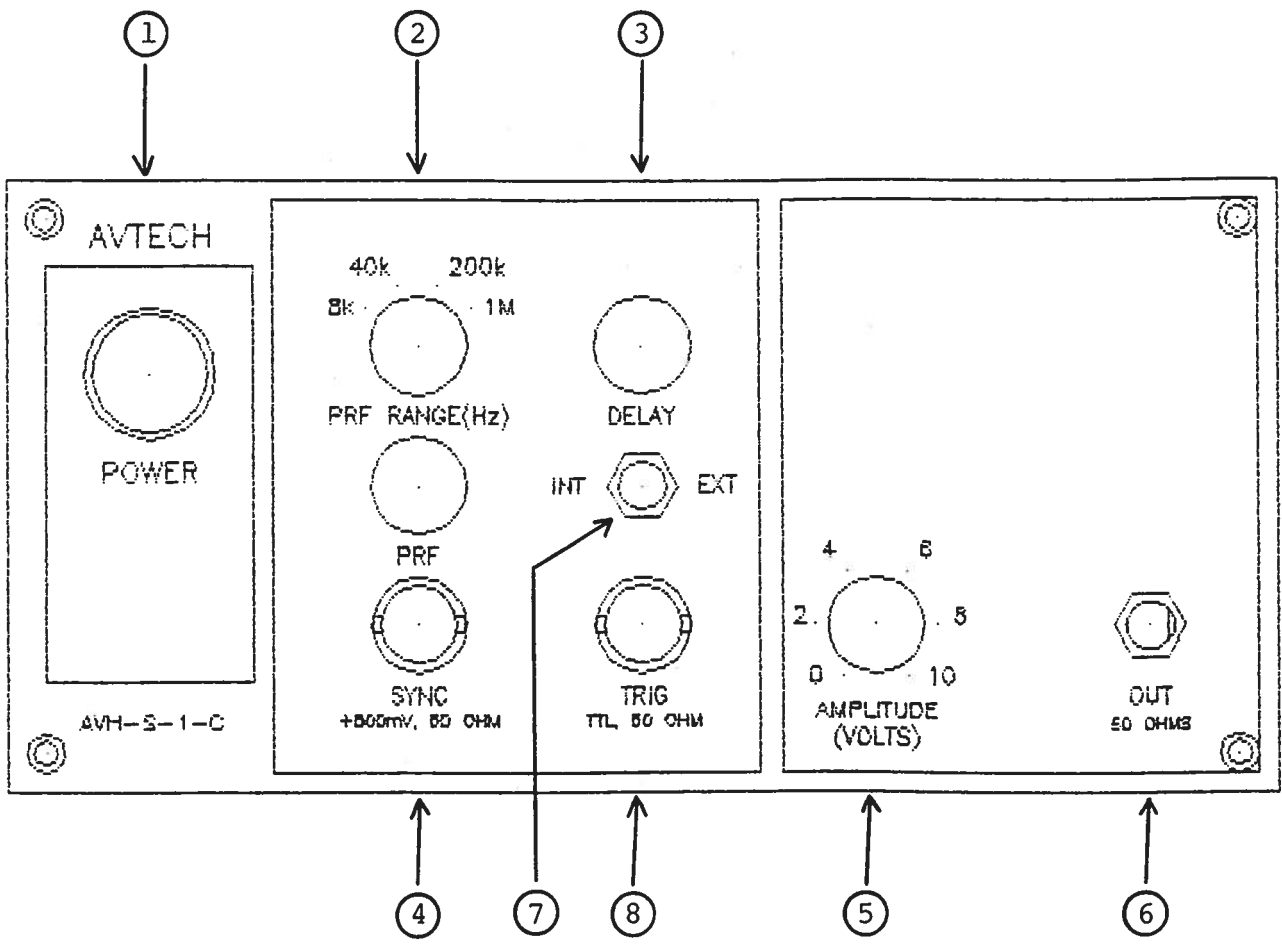 1 2 3
AVTECH
POWER
AVH-S-1-C
40k 200k
8k 1M
PRF RANGE(Hz)
PRF
SYNC
+500mV, 50 OHM
DELAY
INT EXT
TRIG
TTL, 50 OHM
4 6
2 8
0 10
AMPLITUDE
(VOLTS)
OUT
50 OHMS
4 7 8 5 6